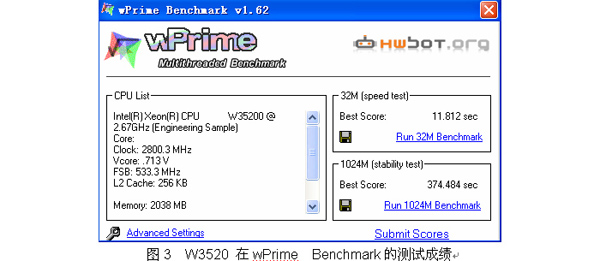 wPrime Benchmark v1.62
wPrime
Multithreaded Benchmark
HWBOT.ORG
CPU List
Intel(R) Xeon(R) CPU W35200 @
2.67GHz (Engineering Sample)
Core:
Clock: 2800.3 MHz
Vcore: .713 V
FSB: 533.3 MHz
L2 Cache: 256 KB
Memory: 2038 MB
Advanced Settings
32M (speed test)
Best Score: 11.812 sec
Run 32M Benchmark
1024M (stability test)
Best Score: 374.484 sec
Run 1024M Benchmark
Submit Scores
图 3 W3520 在 wPrime Benchmark 的测试成绩